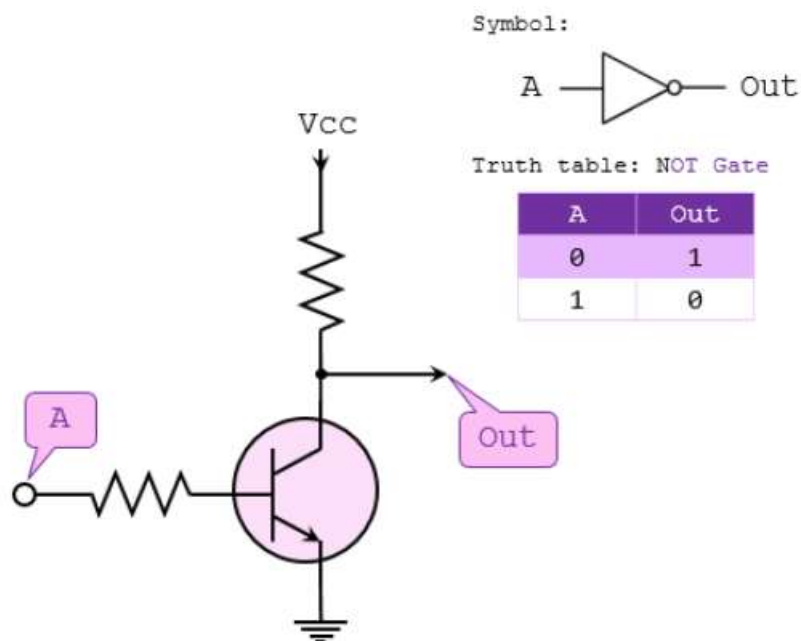 Symbol:
A Out
Vcc
Truth table: NOT Gate
A Out
0 1
1 0
A
Out